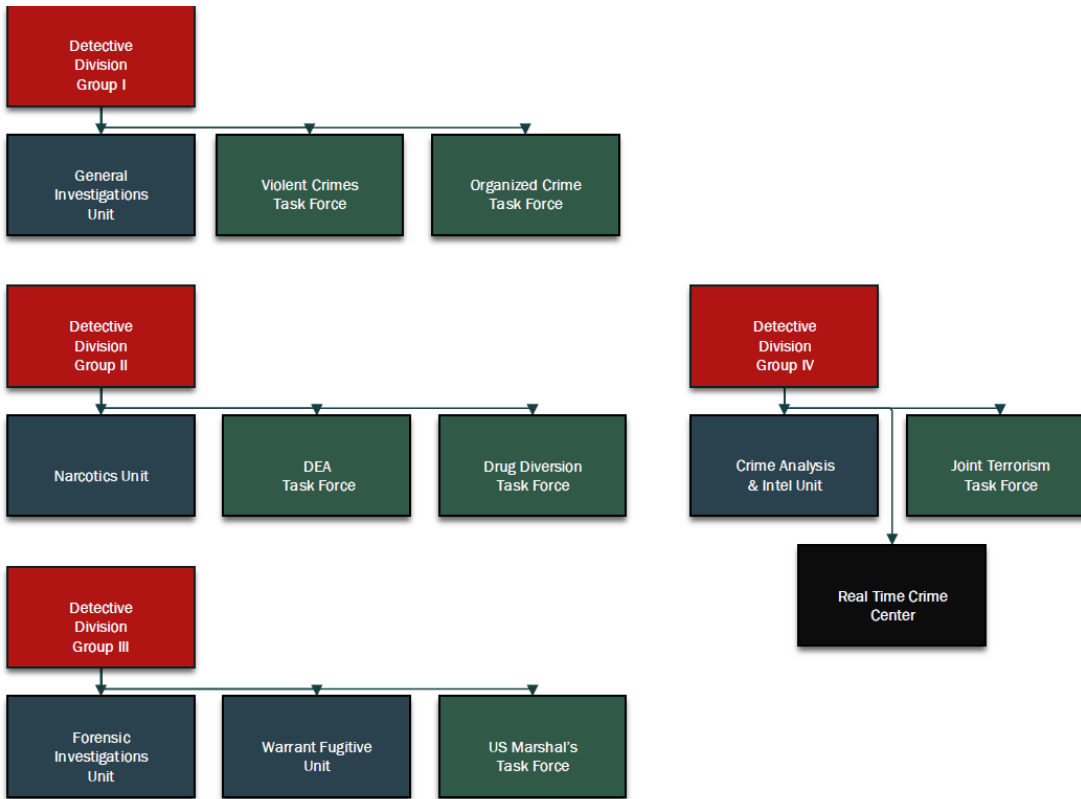 Detective
Division
Group I
General
Investigations
Unit
Violent Crimes
Task Force
Organized Crime
Task Force
Detective
Division
Group II
Narcotics Unit
DEA
Task Force
Drug Diversion
Task Force
Detective
Division
Group IV
Crime Analysis
& Intel Unit
Joint Terrorism
Task Force
Real Time Crime
Center
Detective
Division
Group III
Forensic
Investigations
Unit
Warrant Fugitive
Unit
US Marshal's
Task Force